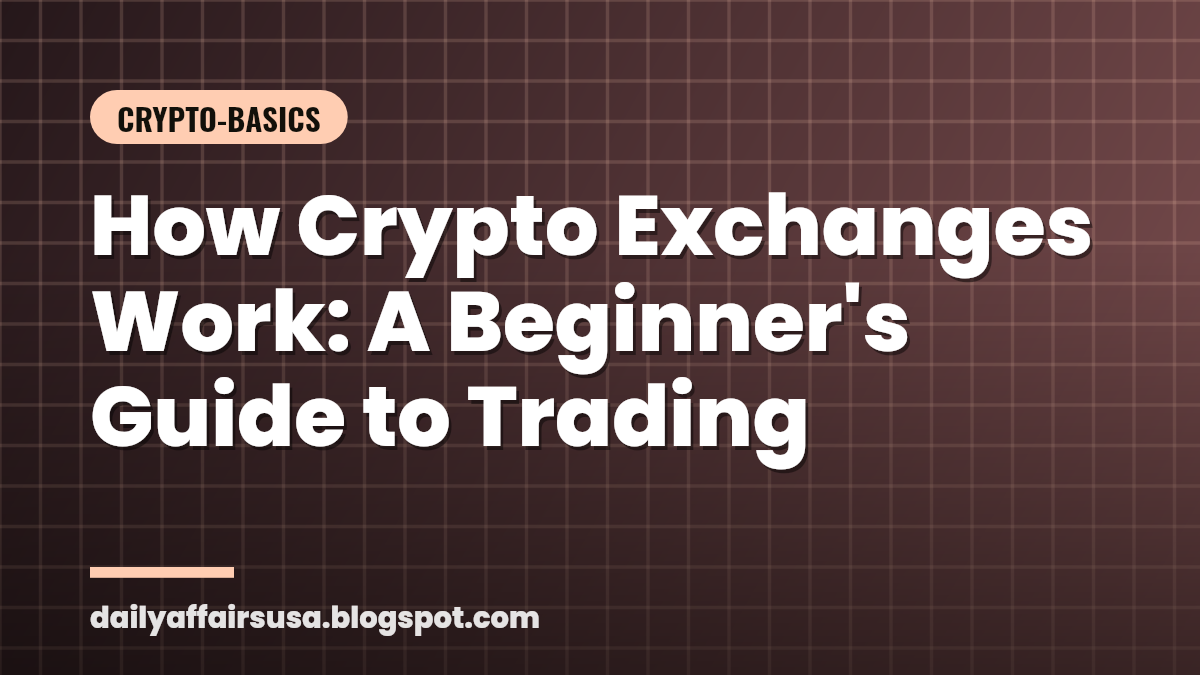 CRYPTO-BASICS
How Crypto Exchanges
Work: A Beginner's
Guide to Trading
dailyaffairsusa.blogspot.com